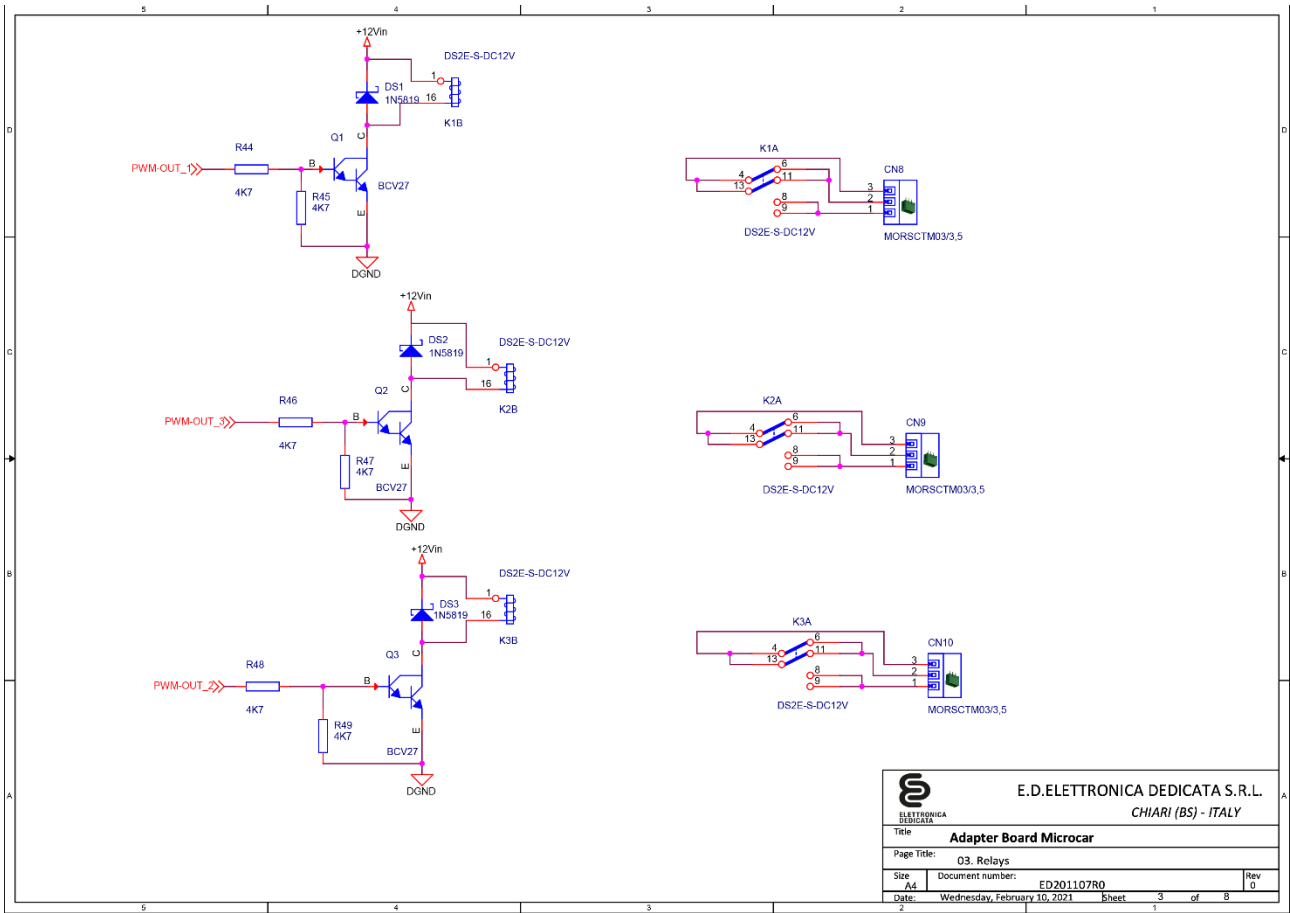 5 4 3 2 1
+12Vin
DS2E-S-DC12V
DS1
1N5819
1
16
K1B
Q1
C
B
E
BCV27
R44
4K7
PWM-OUT_1
R45
4K7
DGND
K1A
4
13
6
11
8
9
DS2E-S-DC12V
CN8
3
2
1
MORSCTM03/3,5
D D
+12Vin
DS2E-S-DC12V
DS2
1N5819
1
16
K2B
Q2
C
B
E
BCV27
R46
4K7
PWM-OUT_3
R47
4K7
DGND
K2A
4
13
6
11
8
9
DS2E-S-DC12V
CN9
3
2
1
MORSCTM03/3,5
C C
+12Vin
DS2E-S-DC12V
DS3
1N5819
1
16
K3B
Q3
C
B
E
BCV27
R48
4K7
PWM-OUT_2
R49
4K7
DGND
K3A
4
13
6
11
8
9
DS2E-S-DC12V
CN10
3
2
1
MORSCTM03/3,5
B B
A A
ELETTRONICA
DEDICATA
E.D.ELETTRONICA DEDICATA S.R.L.
CHIARI (BS) - ITALY
Title
Adapter Board Microcar
Page Title:
03. Relays
Size
A4
Document number:
ED201107R0
Rev
0
Date: Wednesday, February 10, 2021 Sheet 3 of 8
5 4 3 2 1